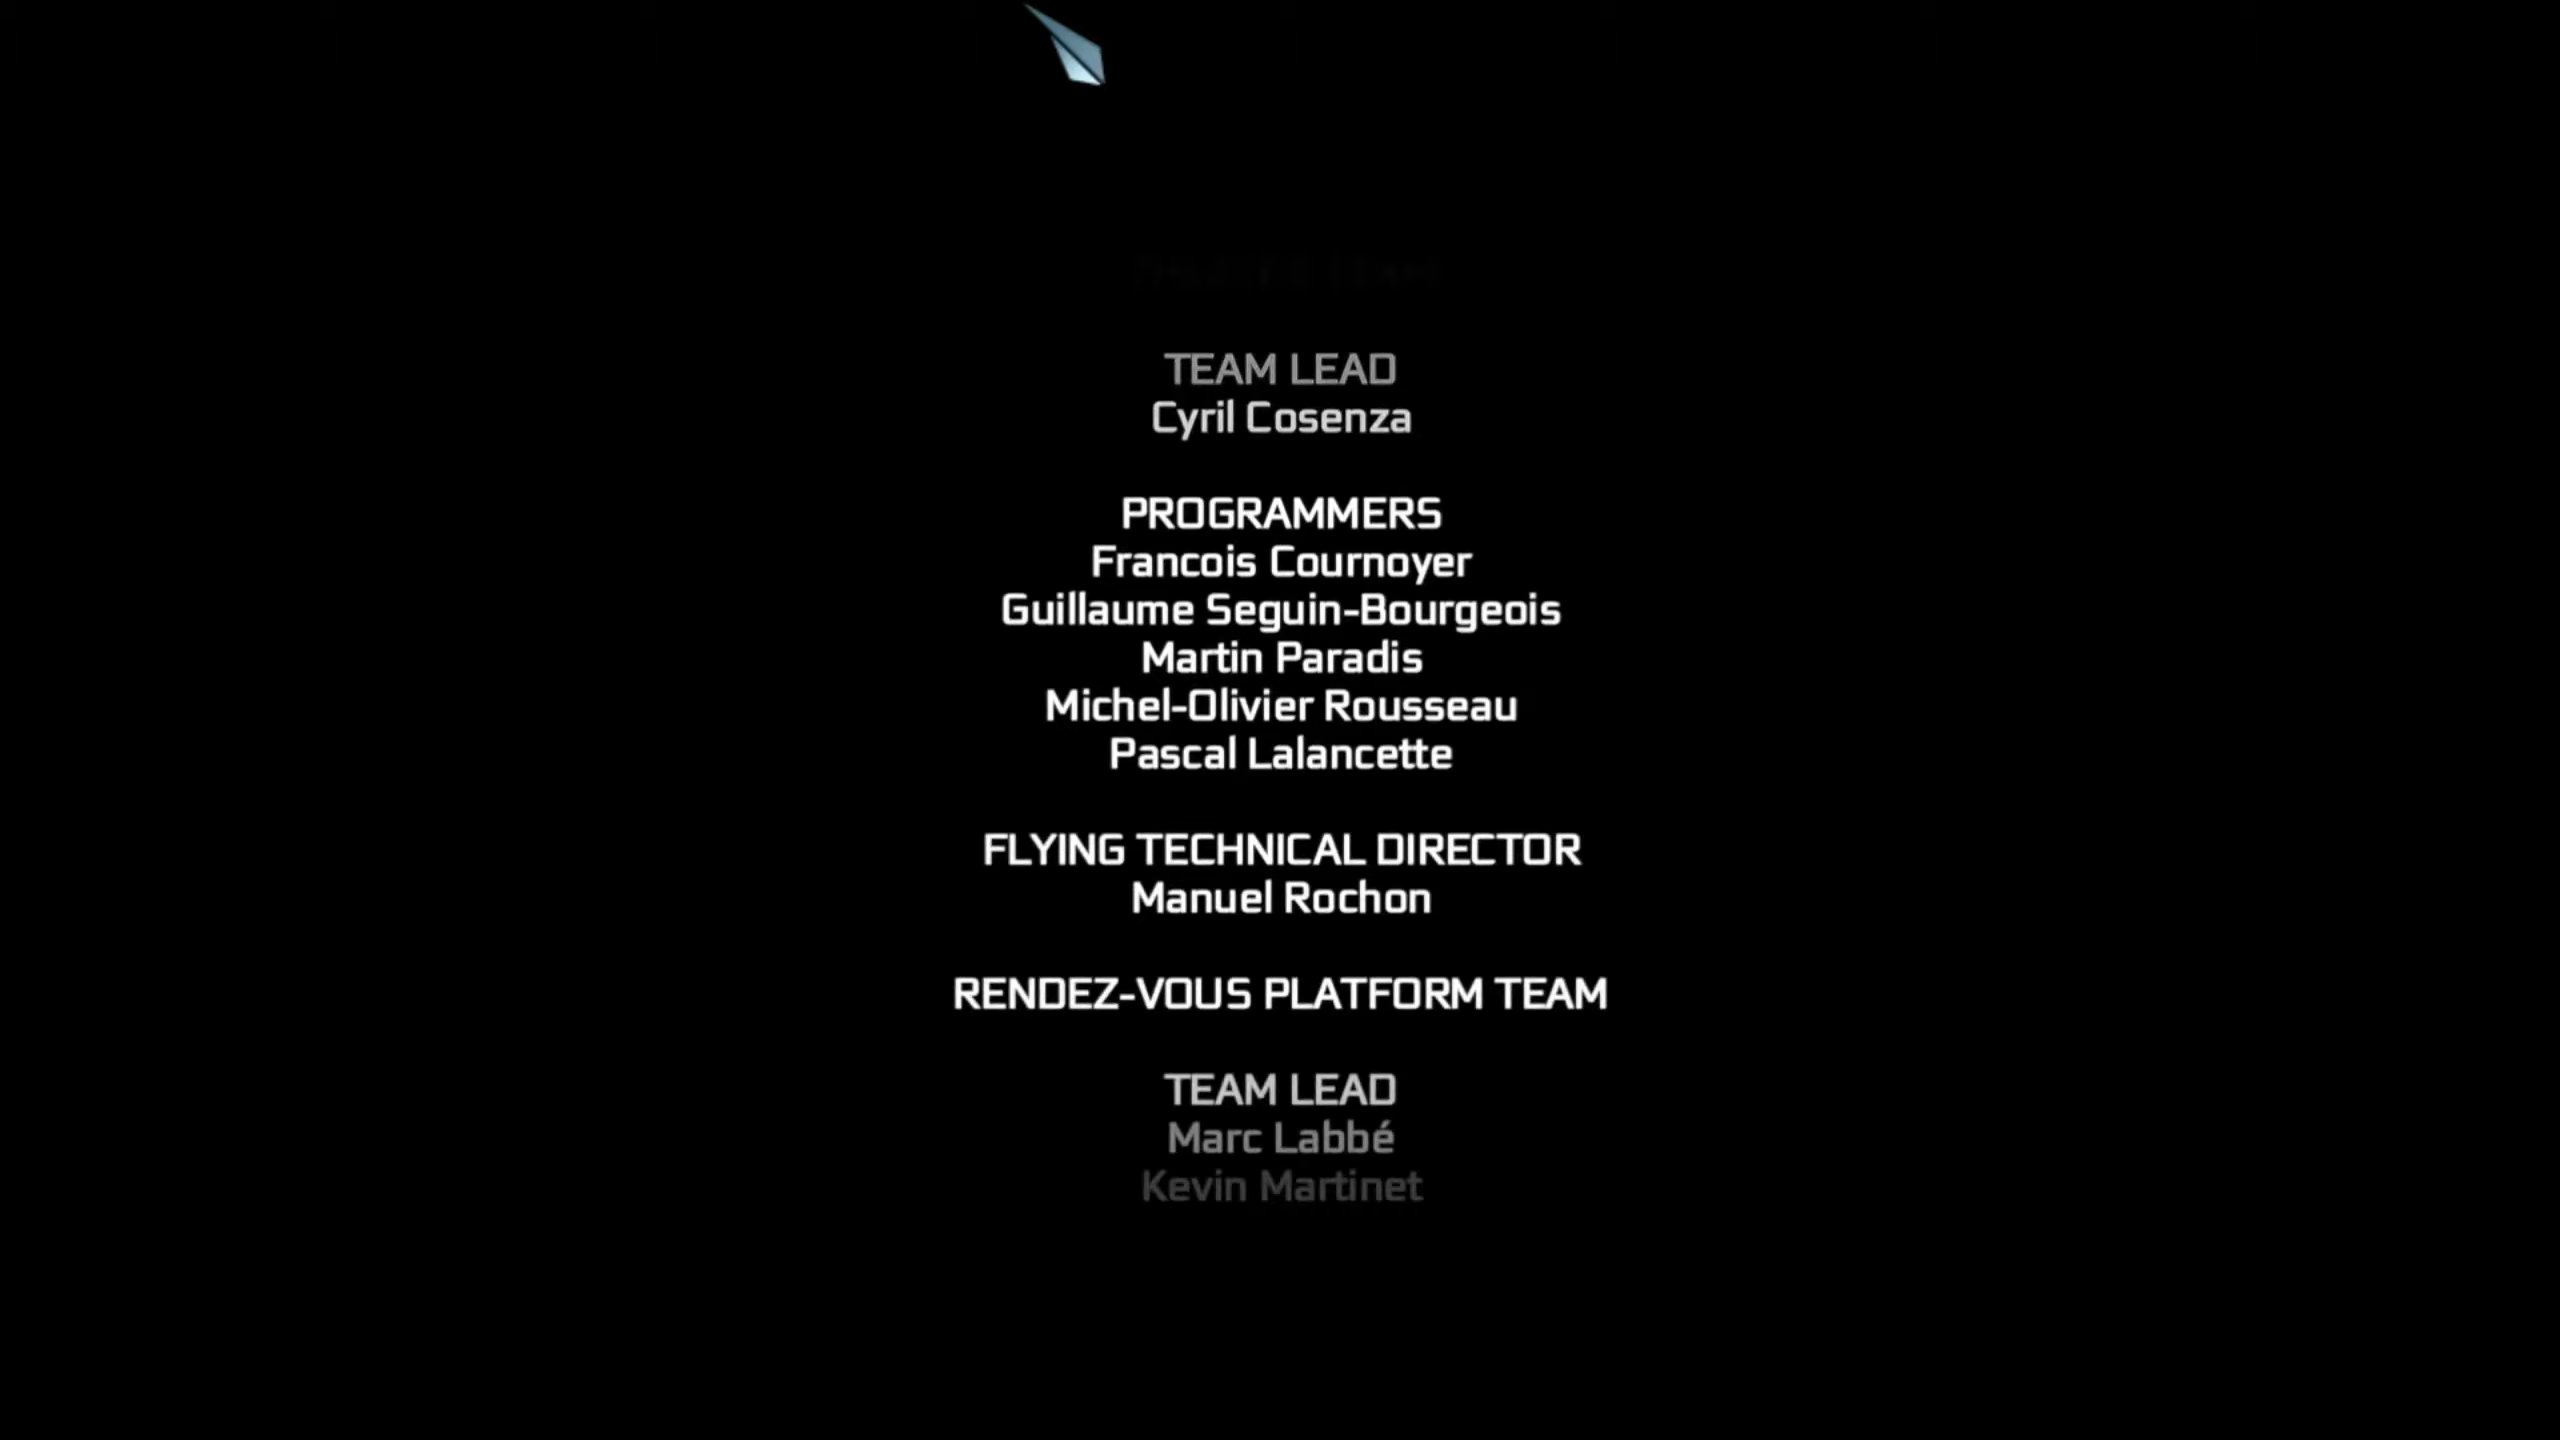 TEAM LEAD
Cyril Cosenza
PROGRAMMERS
Francois Cournoyer
Guillaume Seguin-Bourgeois
Martin Paradis
Michel-Olivier Rousseau
Pascal Lalancette
FLYING TECHNICAL DIRECTOR
Manuel Rochon
RENDEZ-VOUS PLATFORM TEAM
TEAM LEAD
Marc Labbé
Kevin Martinet